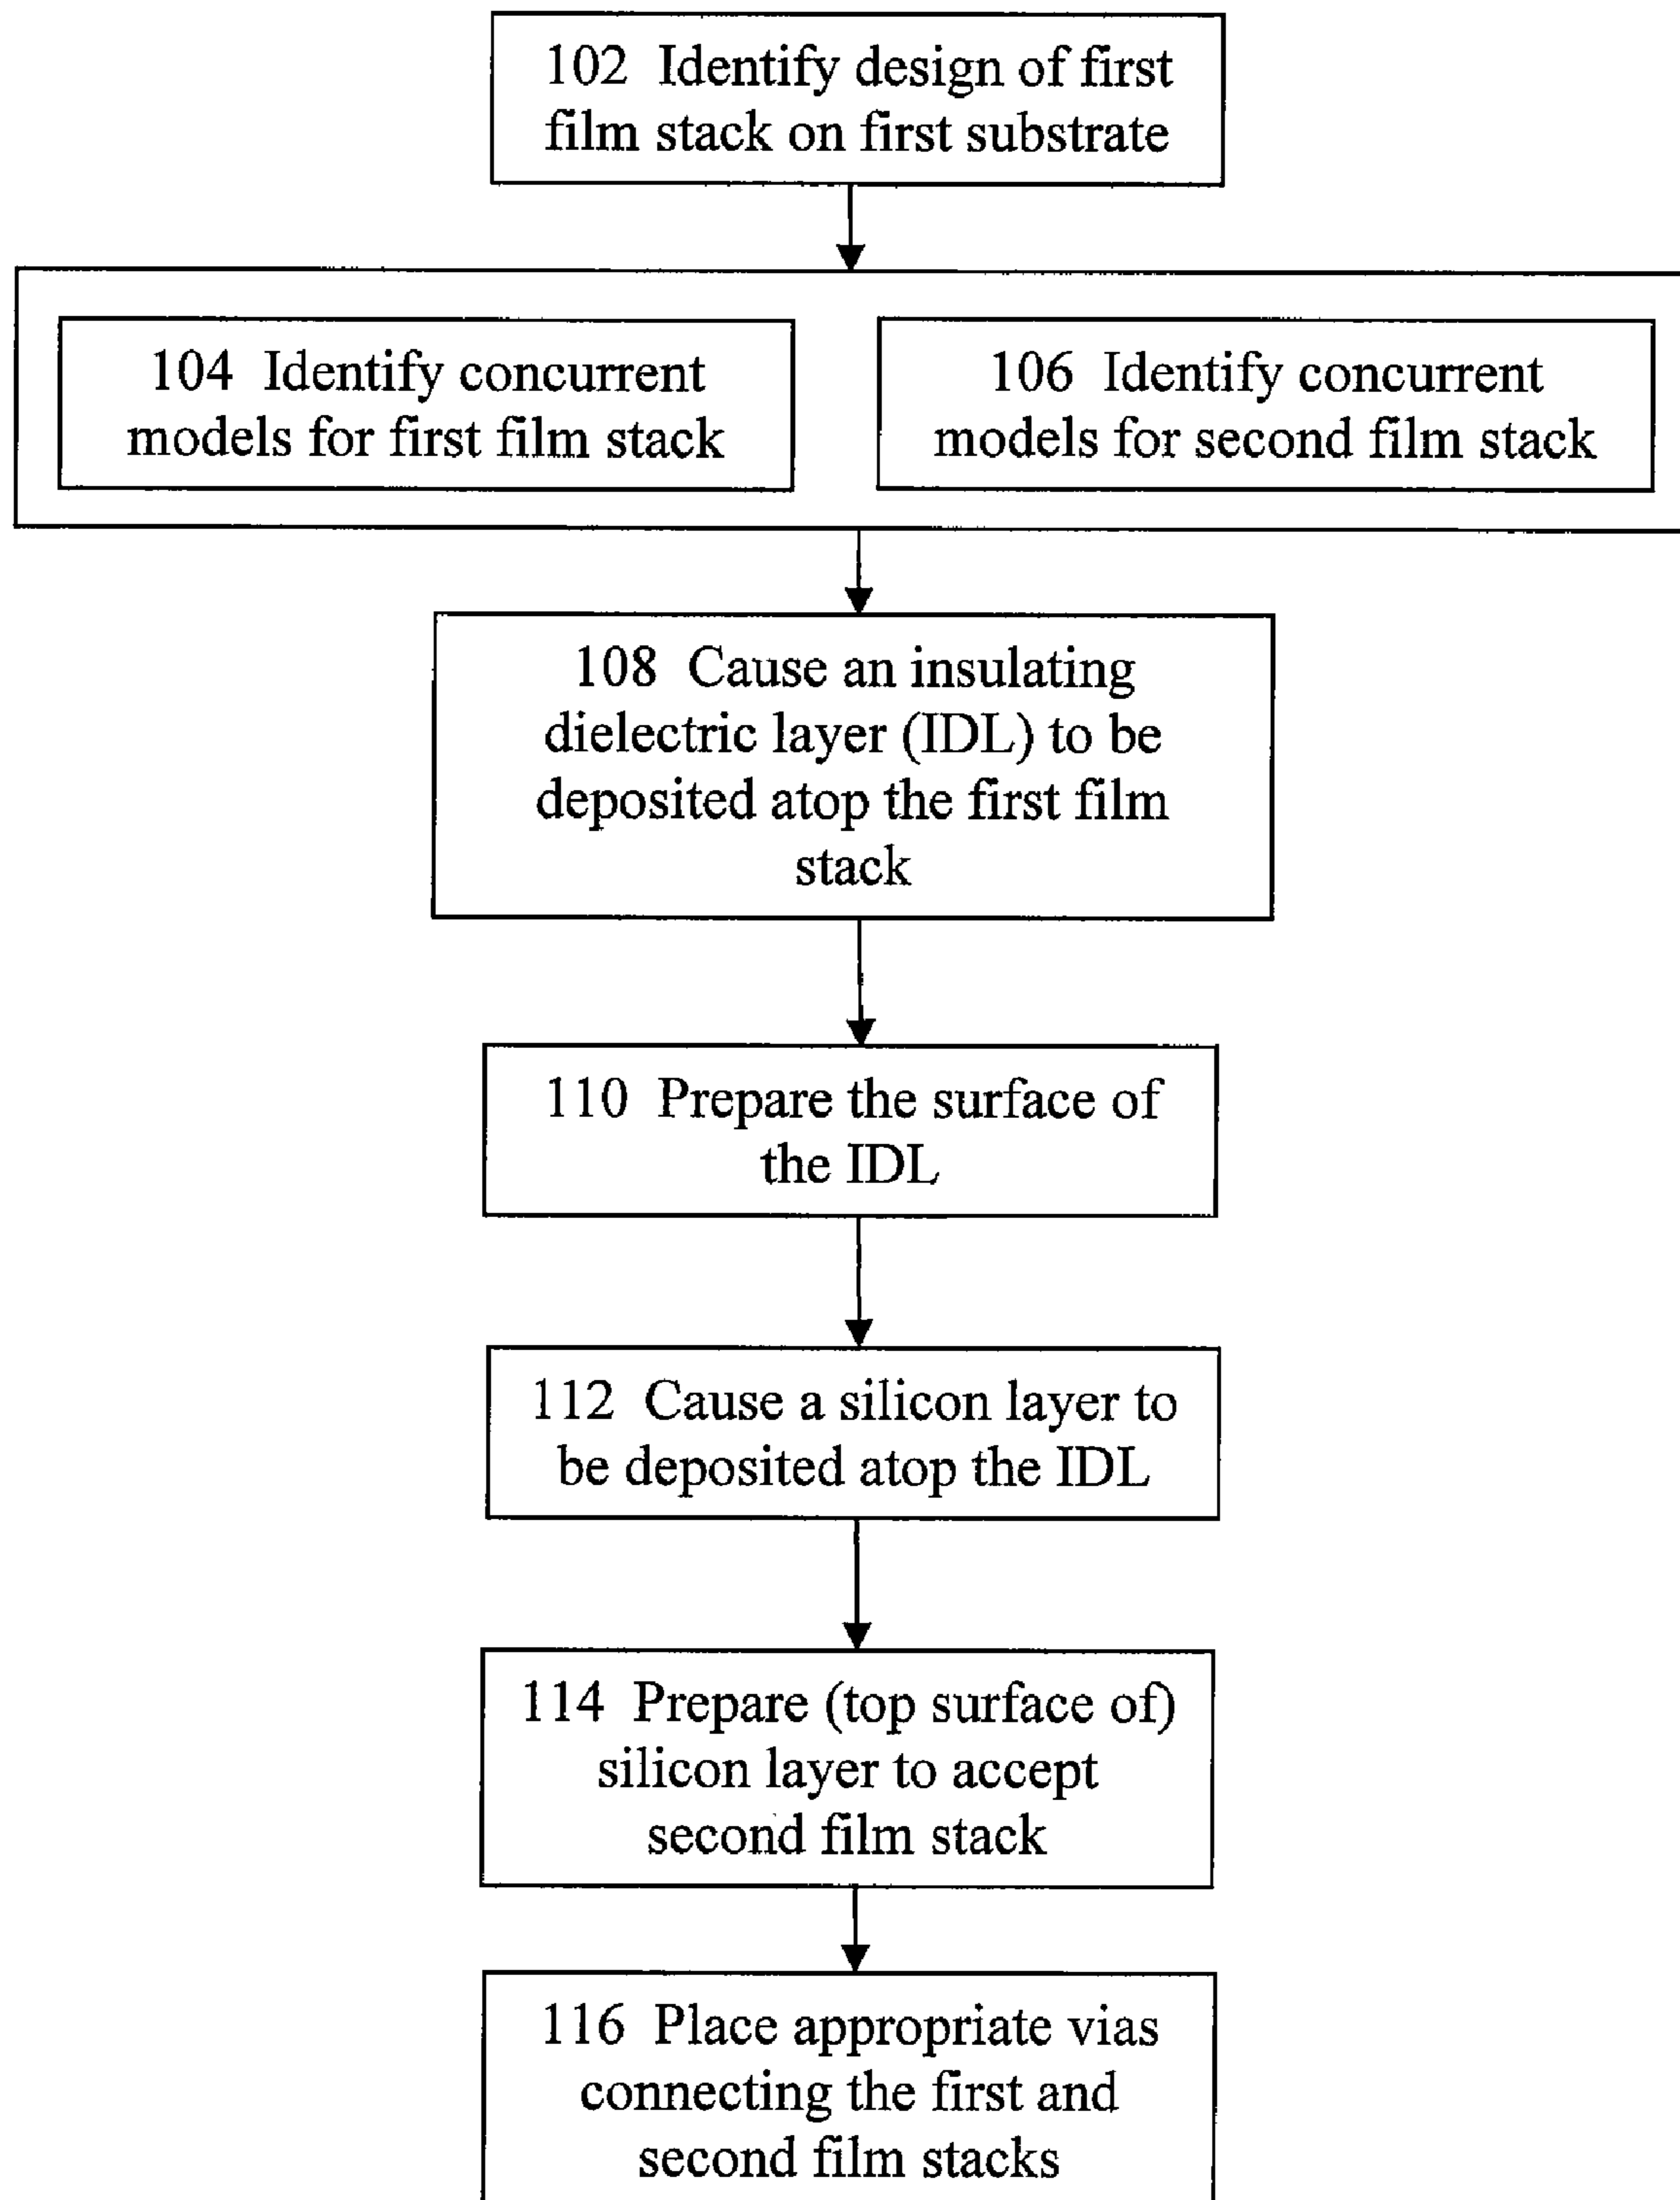 102 Identify design of first
film stack on first substrate
104 Identify concurrent
models for first film stack
106 Identify concurrent
models for second film stack
108 Cause an insulating
dielectric layer (IDL) to be
deposited atop the first film
stack
110 Prepare the surface of
the IDL
112 Cause a silicon layer to
be deposited atop the IDL
114 Prepare (top surface of)
silicon layer to accept
second film stack
116 Place appropriate vias
connecting the first and
second film stacks